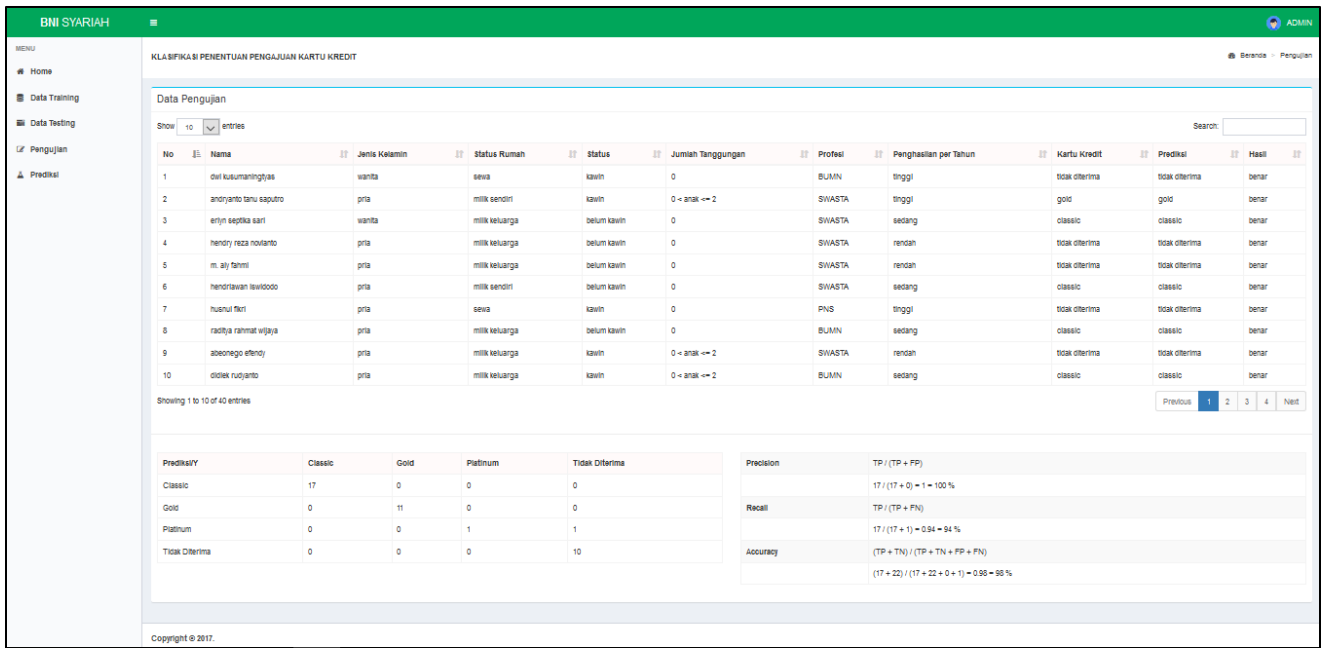 BNI SYARIAH
ADMIN
MENU
Home
Data Training
Data Testing
Pengujian
Prediksi
KLASIFIKASI PENENTUAN PENGAJUAN KARTU KREDIT
Beranda > Pengujian
Data Pengujian
Show 10 entries
Search:
No Nama Jenis Kelamin Status Rumah Status Jumlah Tanggungan Profesi Penghasilan per Tahun Kartu Kredit Prediksi Hasil
1 dwi kusumaningtyas wanita sewa kawin 0 BUMN tinggi tidak diterima tidak diterima benar
2 andryanto tanu saputro pria milik sendiri kawin 0 < anak <= 2 SWASTA tinggi gold gold benar
3 erlyn septika sari wanita milik keluarga belum kawin 0 SWASTA sedang classic classic benar
4 hendry reza novianto pria milik keluarga belum kawin 0 SWASTA rendah tidak diterima tidak diterima benar
5 m. aly fahmi pria milik keluarga belum kawin 0 SWASTA rendah tidak diterima tidak diterima benar
6 hendriawan iswidodo pria milik sendiri belum kawin 0 SWASTA sedang classic classic benar
7 husnul fikri pria sewa kawin 0 PNS tinggi tidak diterima tidak diterima benar
8 raditya rahmat wijaya pria milik keluarga belum kawin 0 BUMN sedang classic classic benar
9 abeonego efendy pria milik keluarga kawin 0 < anak <= 2 SWASTA rendah tidak diterima tidak diterima benar
10 didiek rudyanto pria milik keluarga kawin 0 < anak <= 2 BUMN sedang classic classic benar
Showing 1 to 10 of 40 entries
Previous 1 2 3 4 Next
Prediksi/Y Classic Gold Platinum Tidak Diterima
Classic 17 0 0 0
Gold 0 11 0 0
Platinum 0 0 1 1
Tidak Diterima 0 0 0 10
Precision TP / (TP + FP)
17 / (17 + 0) = 1 = 100 %
Recall TP / (TP + FN)
17 / (17 + 1) = 0.94 = 94 %
Accuracy (TP + TN) / (TP + TN + FP + FN)
(17 + 22) / (17 + 22 + 0 + 1) = 0.98 = 98 %
Copyright © 2017.